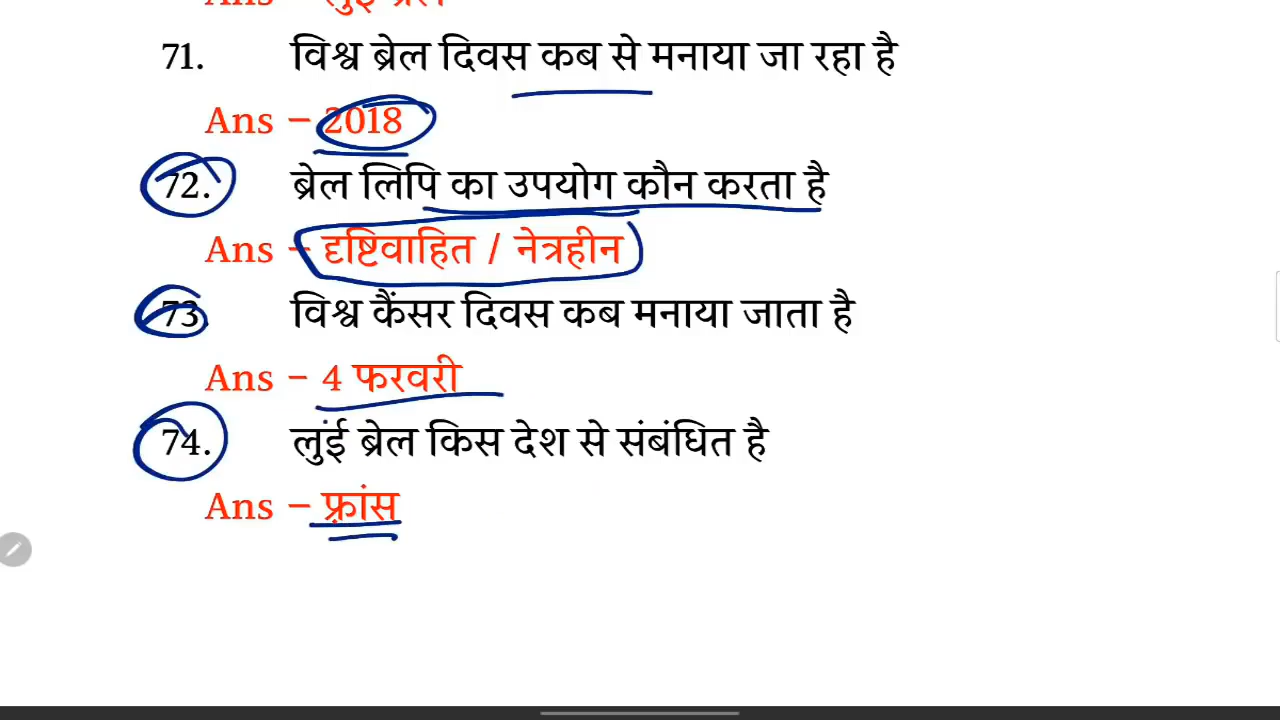 Ans – लुई ब्रेल
71. विश्व ब्रेल दिवस कब से मनाया जा रहा है
Ans – 2018
72. ब्रेल लिपि का उपयोग कौन करता है
Ans – दृष्टिवाहित / नेत्रहीन
73. विश्व कैंसर दिवस कब मनाया जाता है
Ans – 4 फरवरी
74. लुंई ब्रेल किस देश से संबंधित है
Ans – फ़्रांस